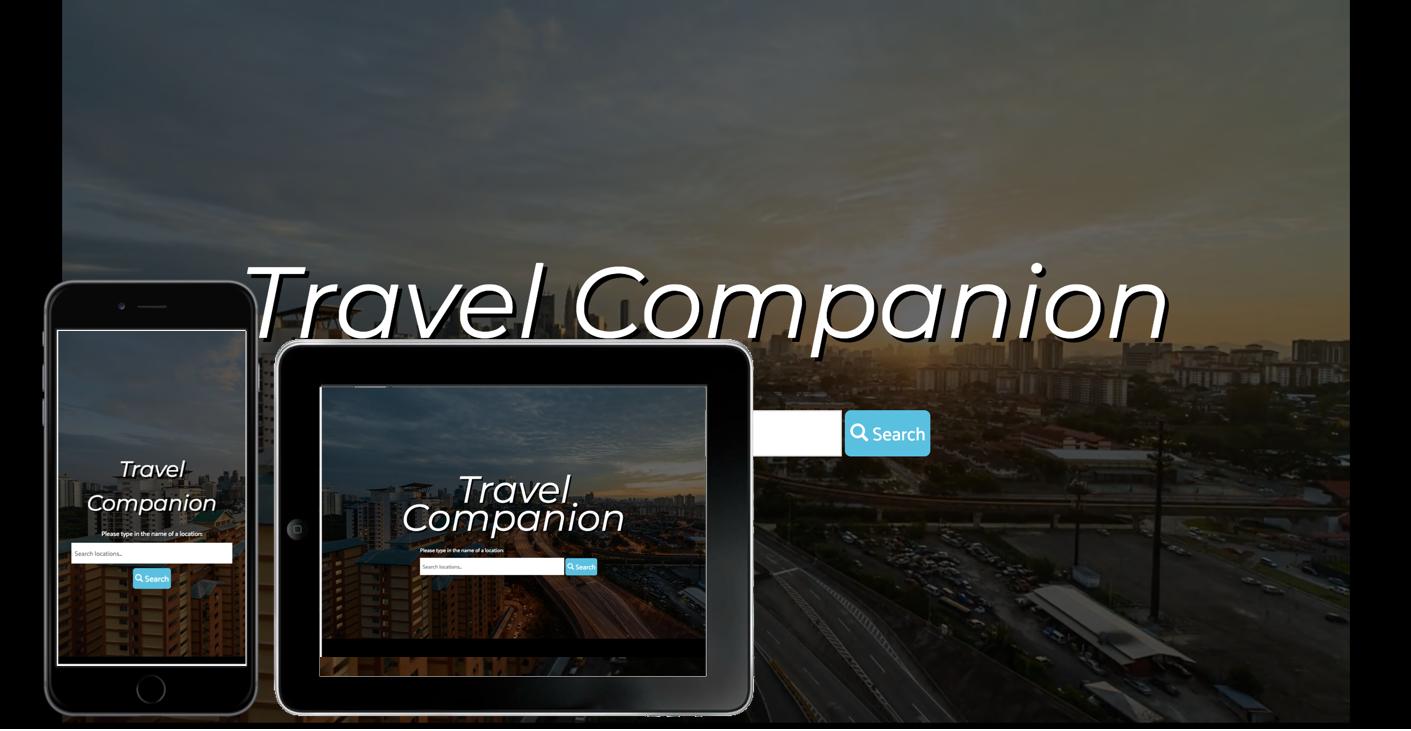 Travel Companion
Search
Travel
Companion
Please type in the name of a location:
Search locations...
Search
Travel
Companion
Please type in the name of a location:
Search locations...
Search